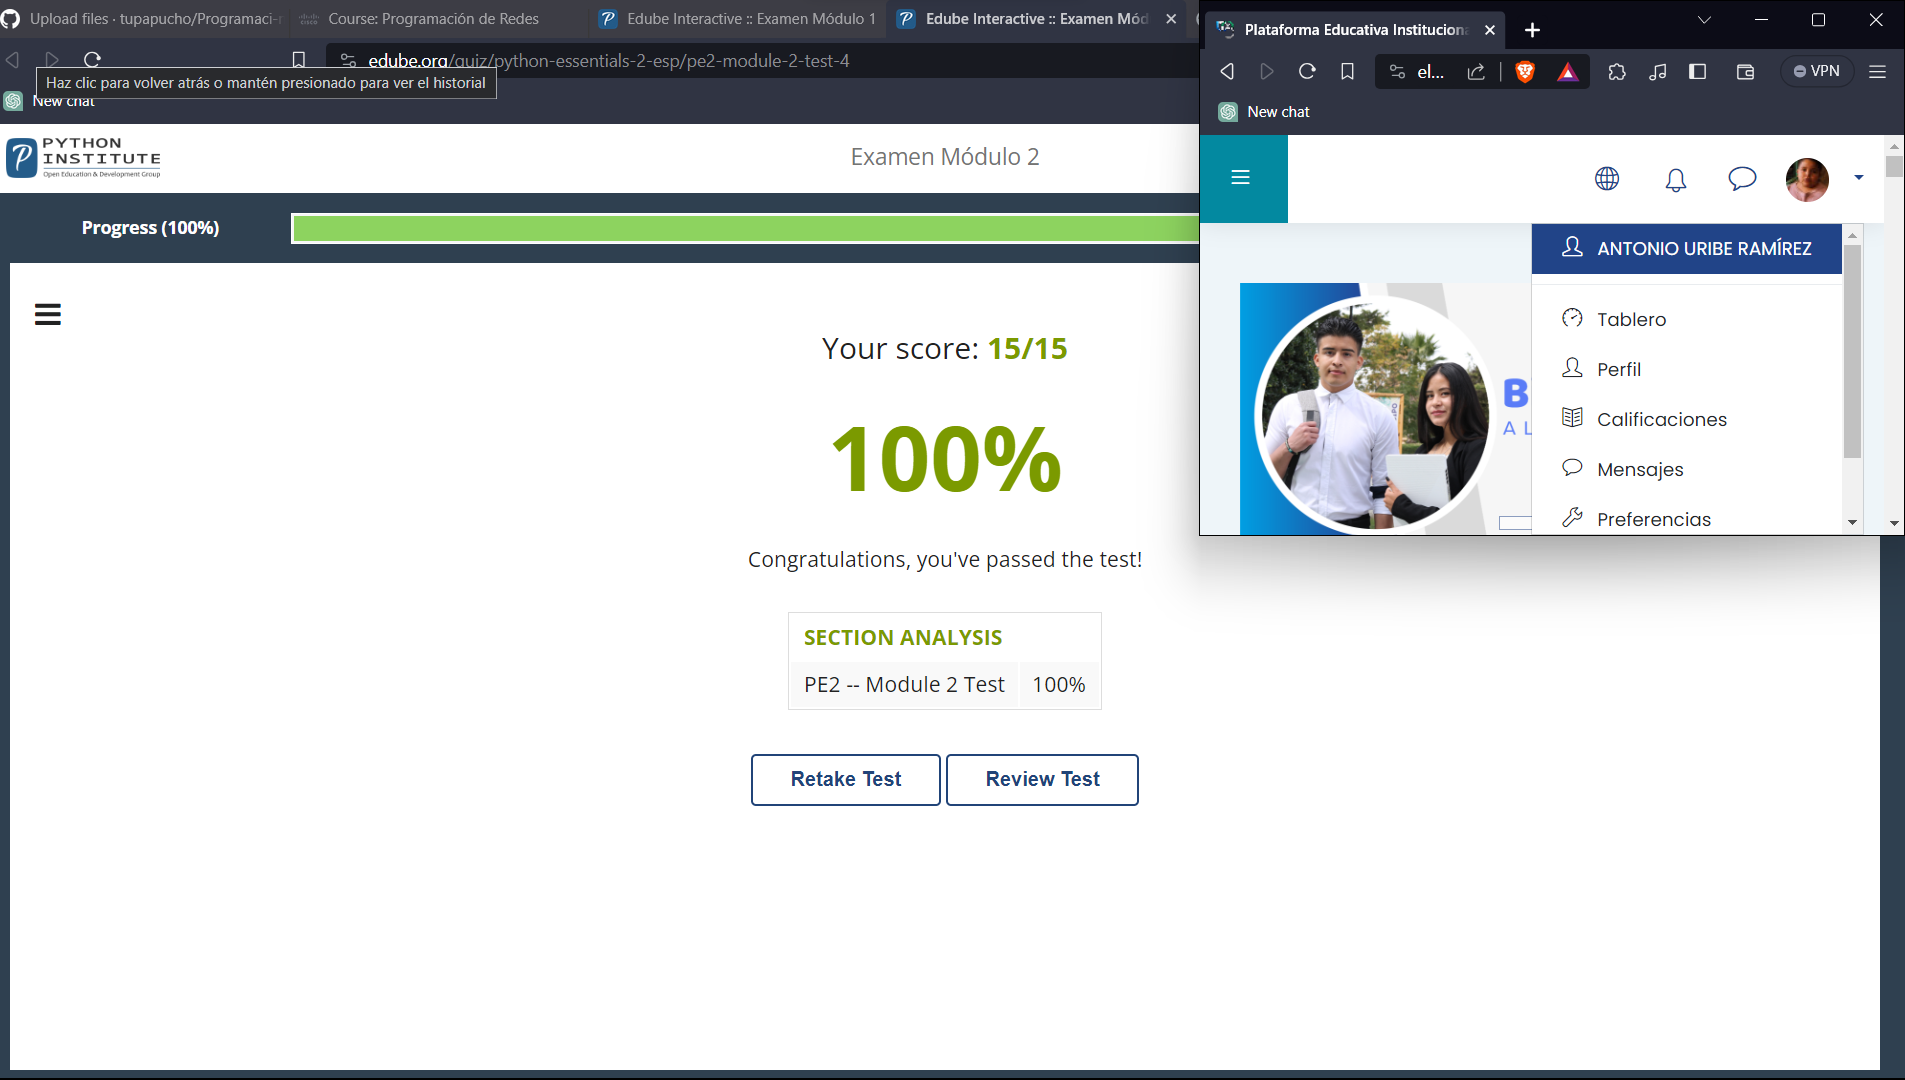 Upload files · tupapucho/Programaci
Course: Programación de Redes
Edube Interactive :: Examen Módulo 1
Edube Interactive :: Examen Mód
edube.org/quiz/python-essentials-2-esp/pe2-module-2-test-4
Haz clic para volver atrás o mantén presionado para ver el historial
New chat
PYTHON
INSTITUTE
Open Education & Development Group
Examen Módulo 2
Progress (100%)
Your score: 15/15
100%
Congratulations, you've passed the test!
SECTION ANALYSIS
PE2 -- Module 2 Test 100%
Retake Test
Review Test
Plataforma Educativa Instituciona
el...
VPN
New chat
ANTONIO URIBE RAMÍREZ
Tablero
Perfil
Calificaciones
Mensajes
Preferencias
B
A L